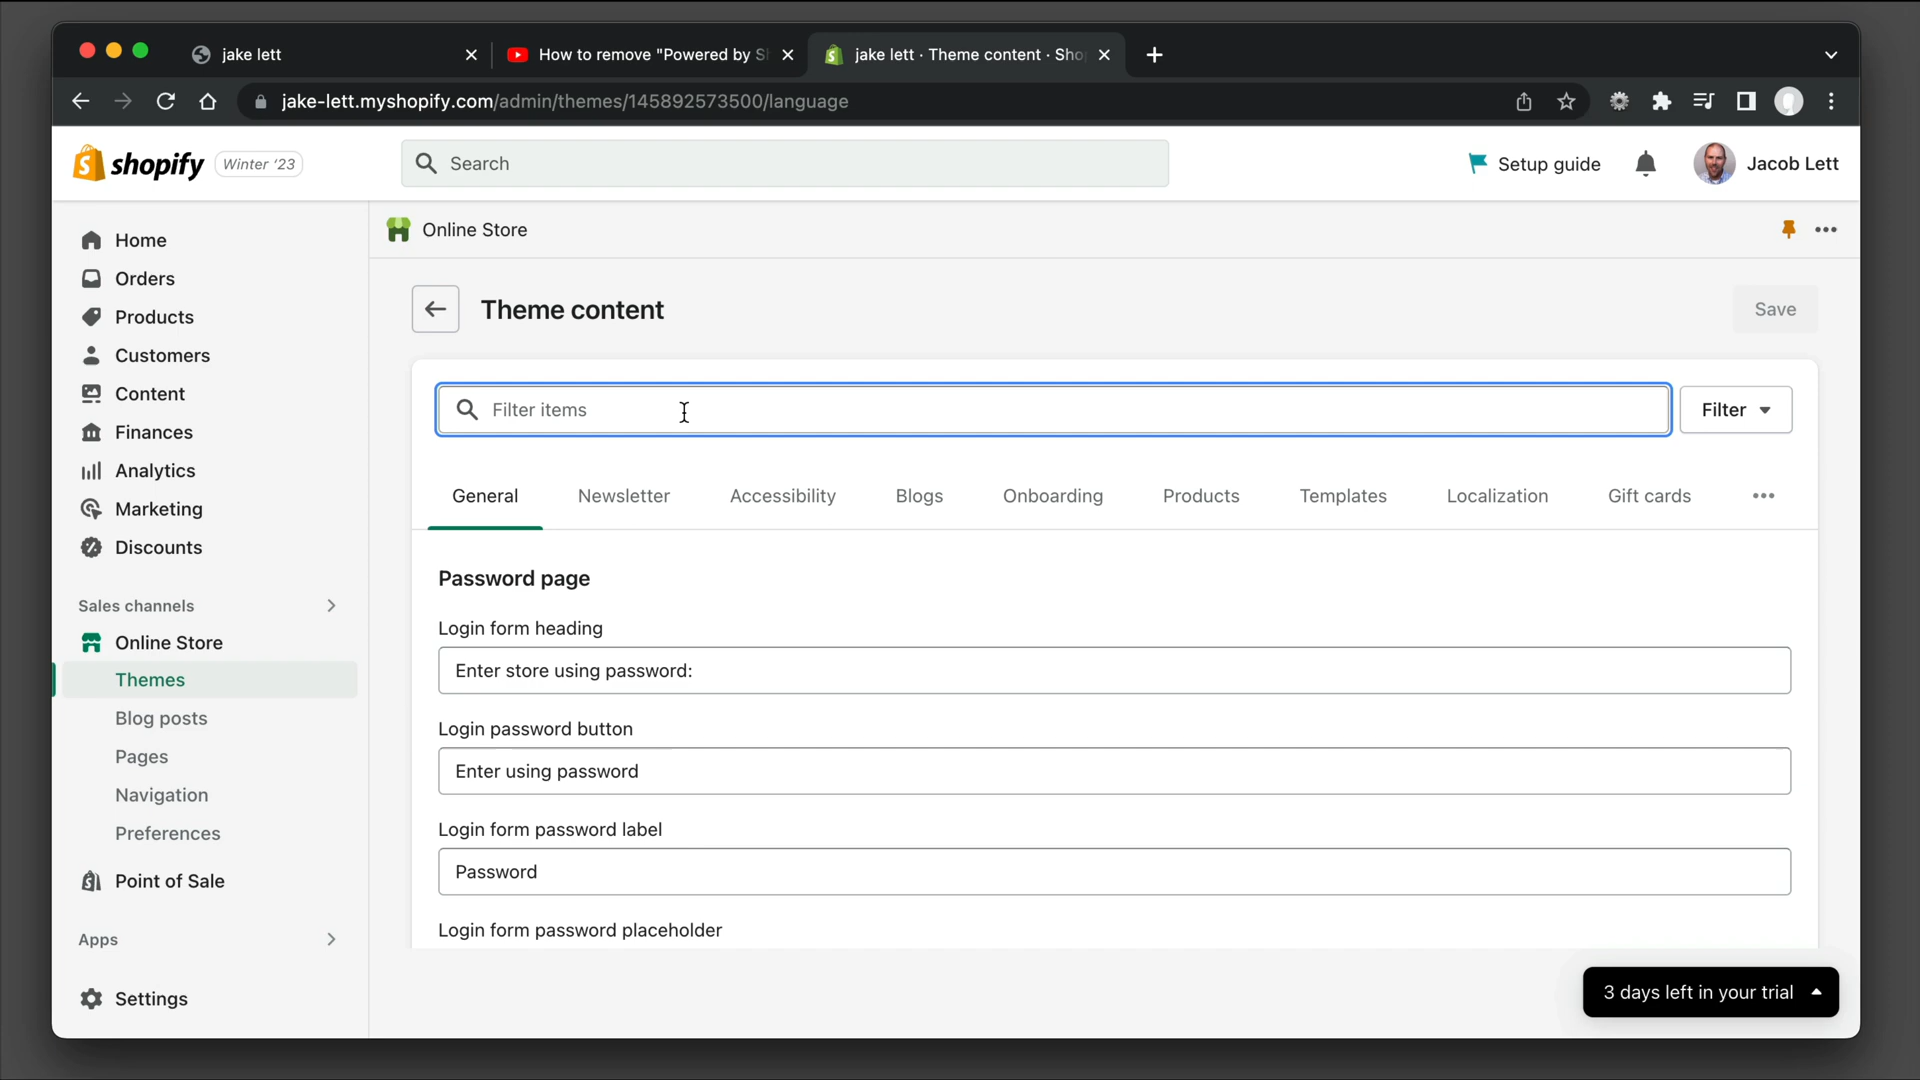 jake lett
How to remove "Powered by S
jake lett · Theme content · Sho
jake-lett.myshopify.com/admin/themes/145892573500/language
shopify
Winter '23
Search
Setup guide
Jacob Lett
Home
Orders
Products
Customers
Content
Finances
Analytics
Marketing
Discounts
Sales channels
Online Store
Themes
Blog posts
Pages
Navigation
Preferences
Point of Sale
Apps
Settings
Online Store
Theme content
Save
Filter items
Filter
General Newsletter Accessibility Blogs Onboarding Products Templates Localization Gift cards
Password page
Login form heading
Enter store using password:
Login password button
Enter using password
Login form password label
Password
Login form password placeholder
3 days left in your trial